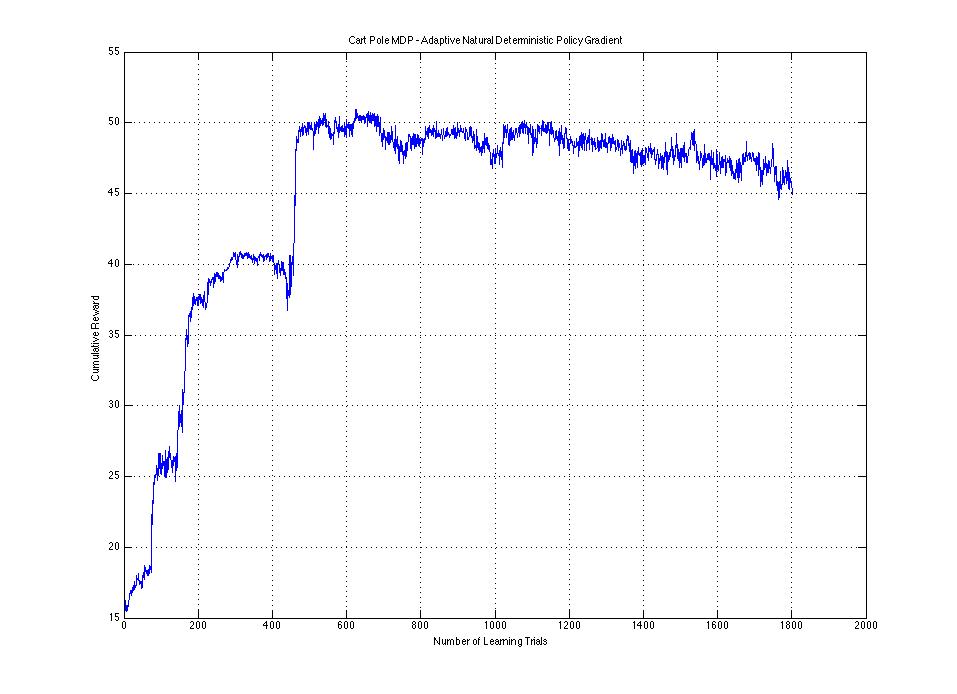 Cart Pole MDP - Adaptive Natural Deterministic Policy Gradient
55
50
45
40
35
30
25
20
15
Cumulative Reward
0 200 400 600 800 1000 1200 1400 1600 1800 2000
Number of Learning Trials